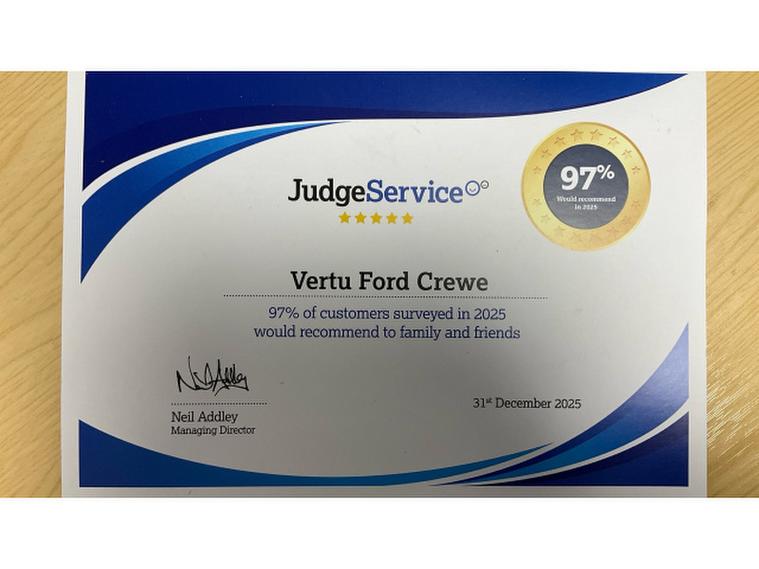 JudgeService
97%
Would recommend
in 2025
Vertu Ford Crewe
97% of customers surveyed in 2025
would recommend to family and friends
Neil Addley
Managing Director
31st December 2025